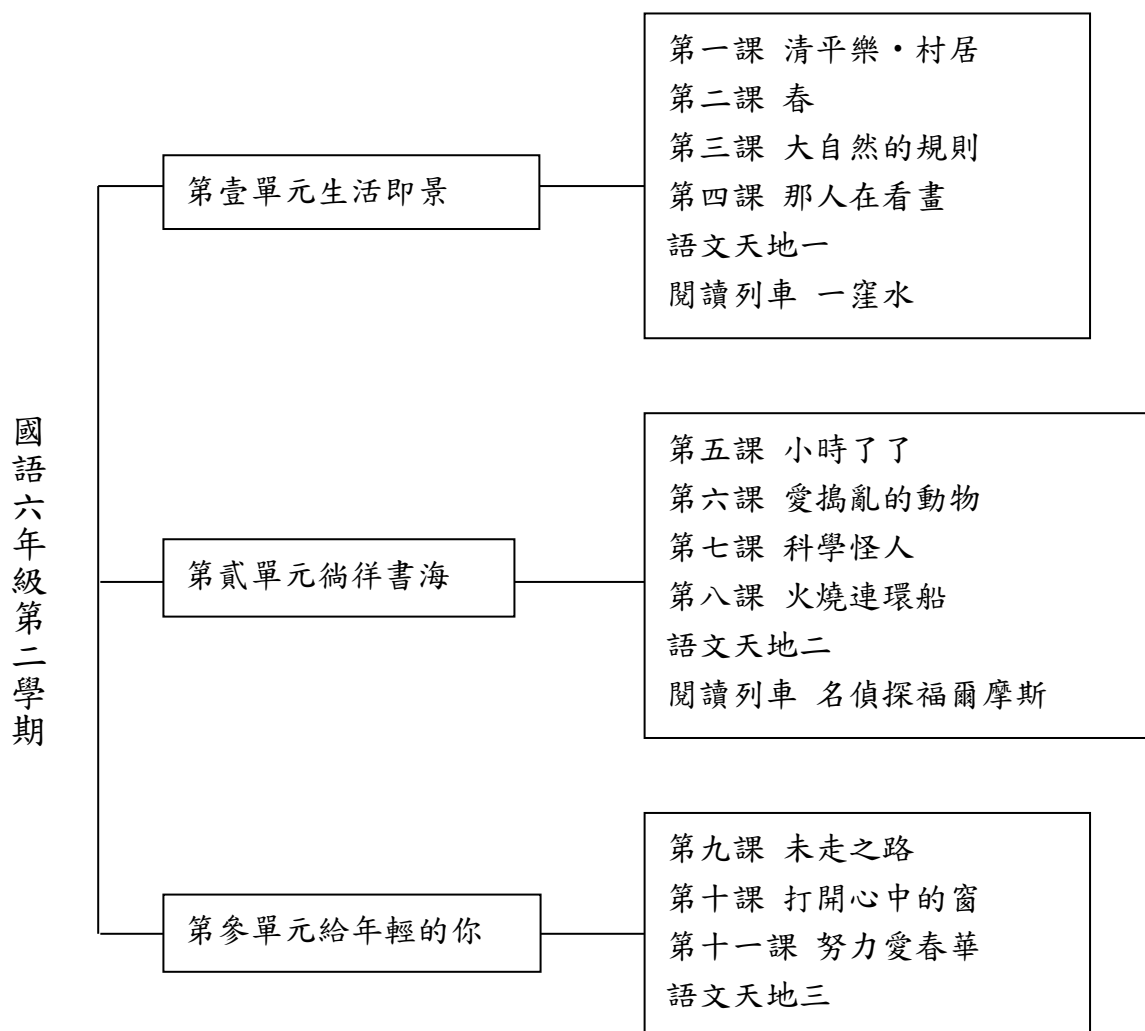 國語六年級第二學期
第壹單元生活即景
第一課 清平樂・村居
第二課 春
第三課 大自然的規則
第四課 那人在看畫
語文天地一
閱讀列車 一窪水
第貳單元徜徉書海
第五課 小時了了
第六課 愛搗亂的動物
第七課 科學怪人
第八課 火燒連環船
語文天地二
閱讀列車 名偵探福爾摩斯
第參單元給年輕的你
第九課 未走之路
第十課 打開心中的窗
第十一課 努力愛春華
語文天地三